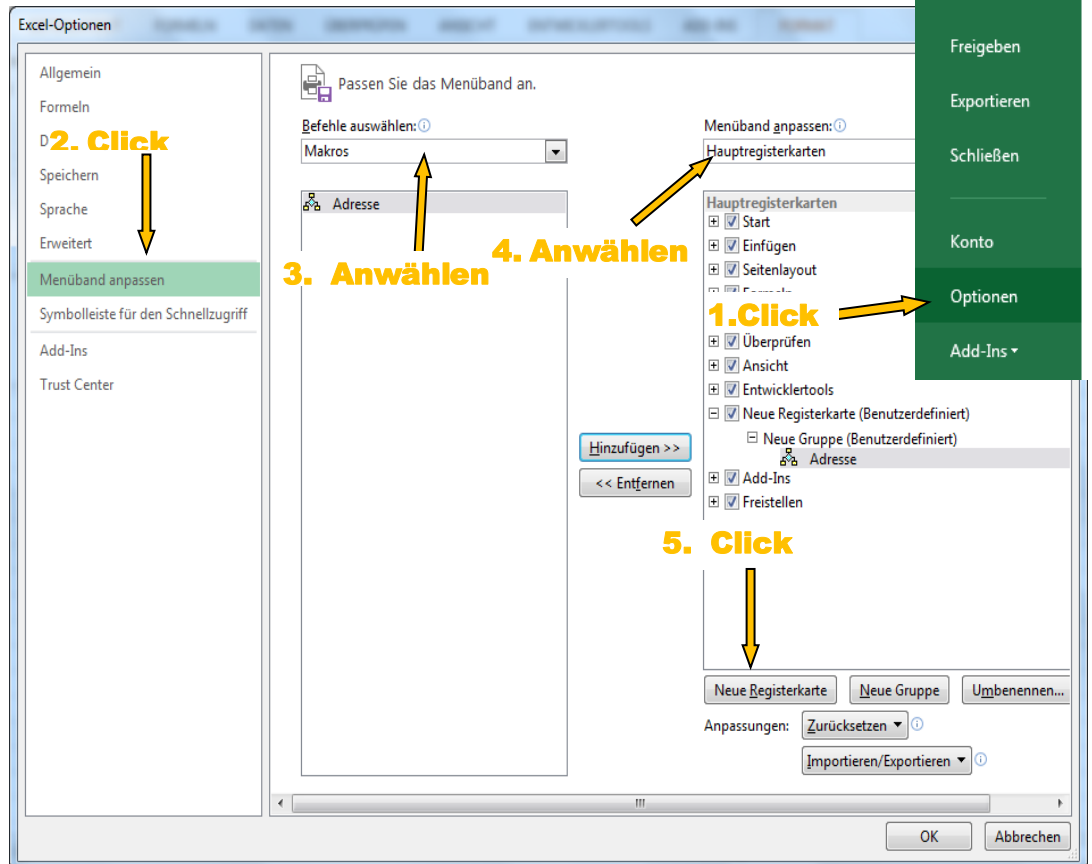 Excel-Optionen
Allgemein
Formeln
D
2. Click
Speichern
Sprache
Erweitert
Menüband anpassen
Symbolleiste für den Schnellzugriff
Add-Ins
Trust Center
Passen Sie das Menüband an.
Befehle auswählen:
Makros
Adresse
3. Anwählen
Hinzufügen >>
<< Entfernen
Menüband anpassen:
Hauptregisterkarten
4. Anwählen
Hauptregisterkarten
Start
Einfügen
Seitenlayout
1.Click
Überprüfen
Ansicht
Entwicklertools
Neue Registerkarte (Benutzerdefiniert)
Neue Gruppe (Benutzerdefiniert)
Adresse
Add-Ins
Freistellen
5. Click
Neue Registerkarte Neue Gruppe Umbenennen...
Anpassungen: Zurücksetzen
Importieren/Exportieren
OK Abbrechen
Freigeben
Exportieren
Schließen
Konto
Optionen
Add-Ins